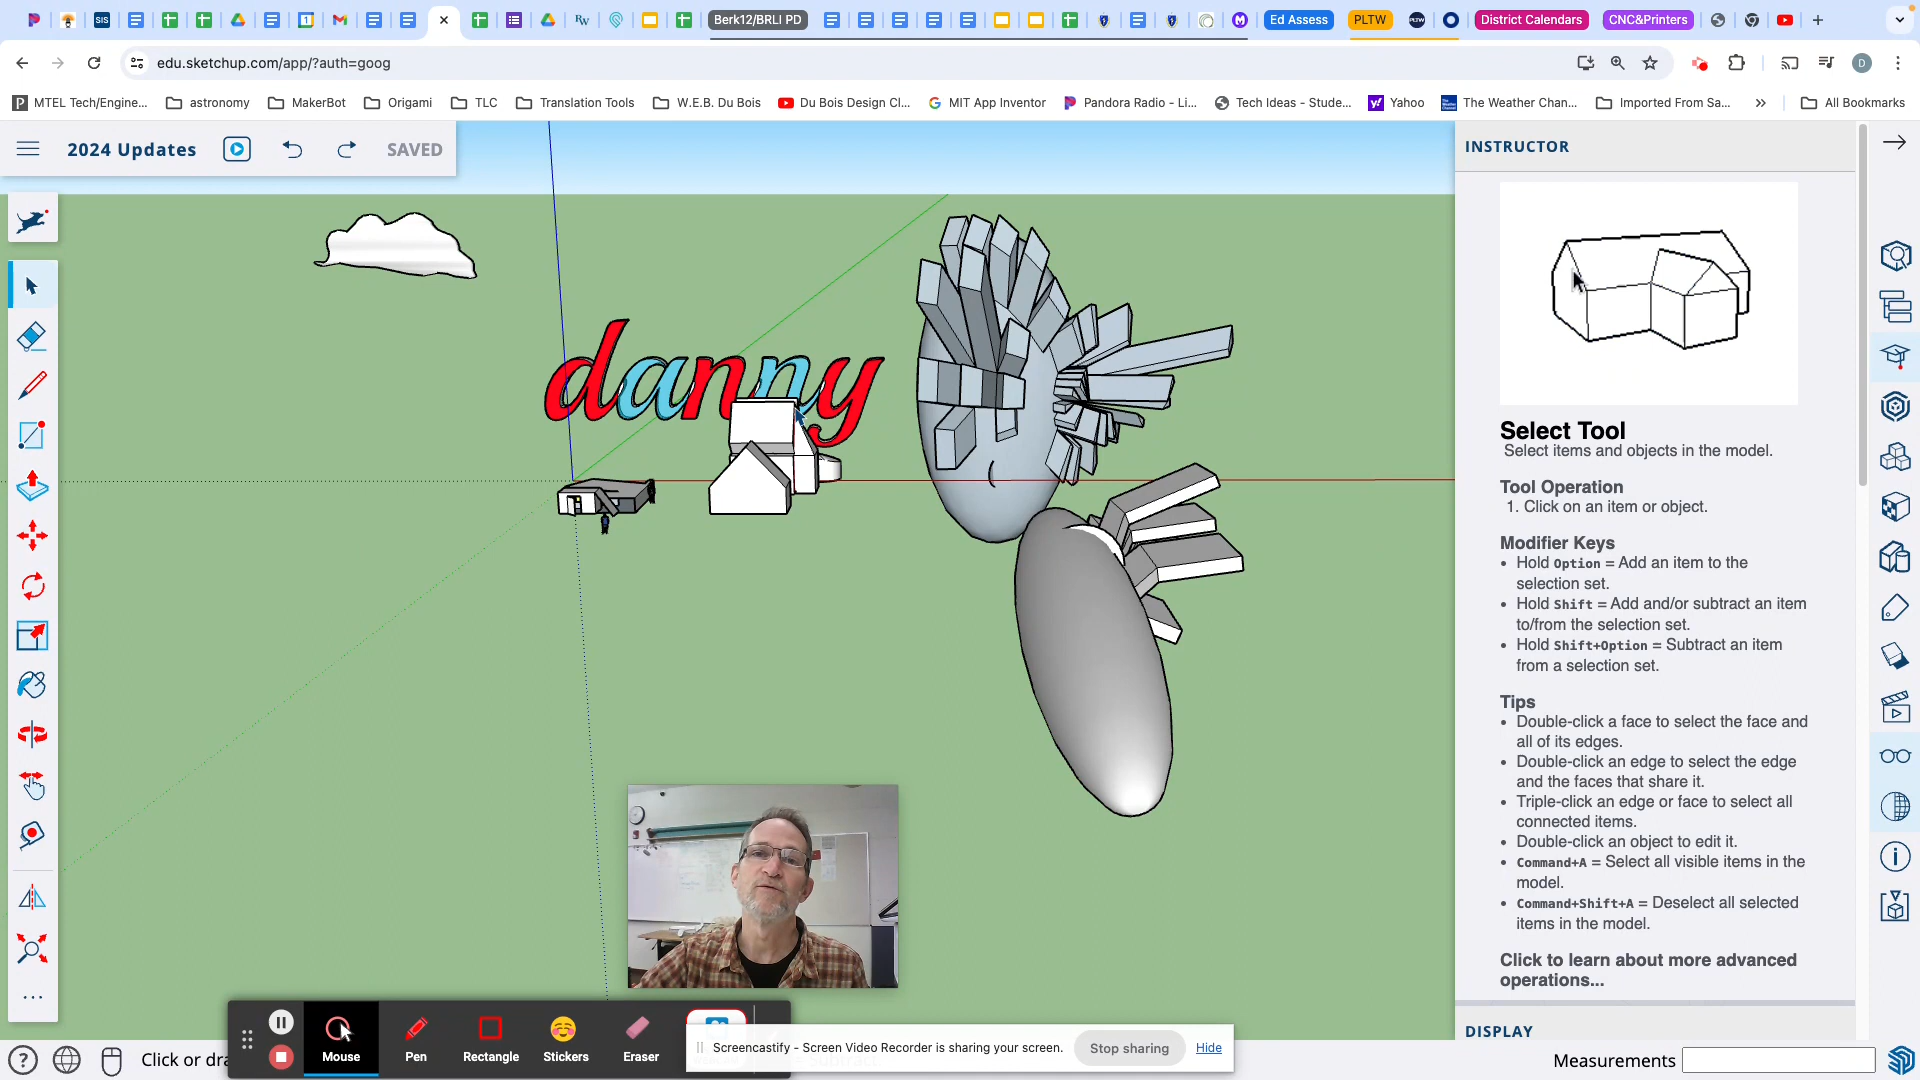 Berk12/BRLI PD
Ed Assess
PLTW
District Calendars
CNC&Printers
edu.sketchup.com/app/?auth=goog
MTEL Tech/Engine...
astronomy
MakerBot
Origami
TLC
Translation Tools
W.E.B. Du Bois
Du Bois Design Cl...
MIT App Inventor
Pandora Radio - Li...
Tech Ideas - Stude...
Yahoo
The Weather Chan...
Imported From Sa...
All Bookmarks
2024 Updates
SAVED
danny
INSTRUCTOR
Select Tool
Select items and objects in the model.
Tool Operation
1. Click on an item or object.
Modifier Keys
• Hold Option = Add an item to the
selection set.
• Hold Shift = Add and/or subtract an item
to/from the selection set.
• Hold Shift+Option = Subtract an item
from a selection set.
Tips
• Double-click a face to select the face and
all of its edges.
• Double-click an edge to select the edge
and the faces that share it.
• Triple-click an edge or face to select all
connected items.
• Double-click an object to edit it.
• Command+A = Select all visible items in the
model.
• Command+Shift+A = Deselect all selected
items in the model.
Click to learn about more advanced
operations...
DISPLAY
Mouse
Pen
Rectangle
Stickers
Eraser
Screencastify - Screen Video Recorder is sharing your screen.
Stop sharing
Hide
Click or dra
Measurements